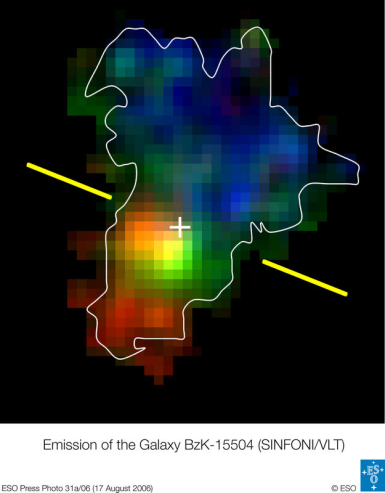 Emission of the Galaxy BzK-15504 (SINFONI/VLT)
ESO Press Photo 31a/06 (17 August 2006)
© ESO
ESO